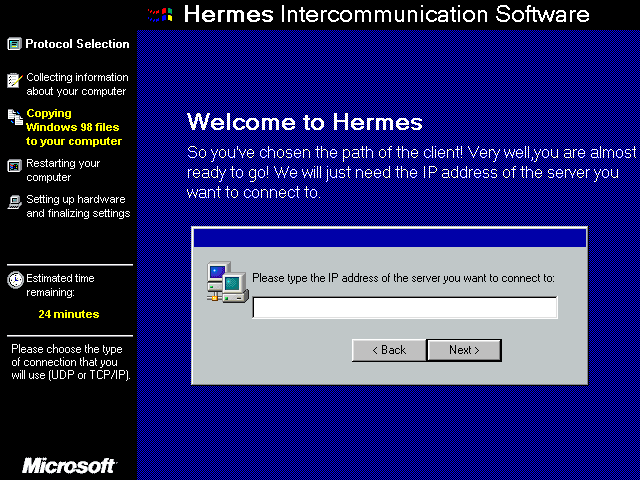 Hermes Intercommunication Software
Protocol Selection
Collecting information
about your computer
Copying
Windows 98 files
to your computer
Restarting your
computer
Setting up hardware
and finalizing settings
Estimated time
remaining:
24 minutes
Please choose the type
of connection that you
will use (UDP or TCP/IP).
Microsoft
Welcome to Hermes
So you've chosen the path of the client! Very well,you are almost
ready to go! We will just need the IP address of the server you
want to connect to.
Please type the IP address of the server you want to connect to:
< Back
Next >